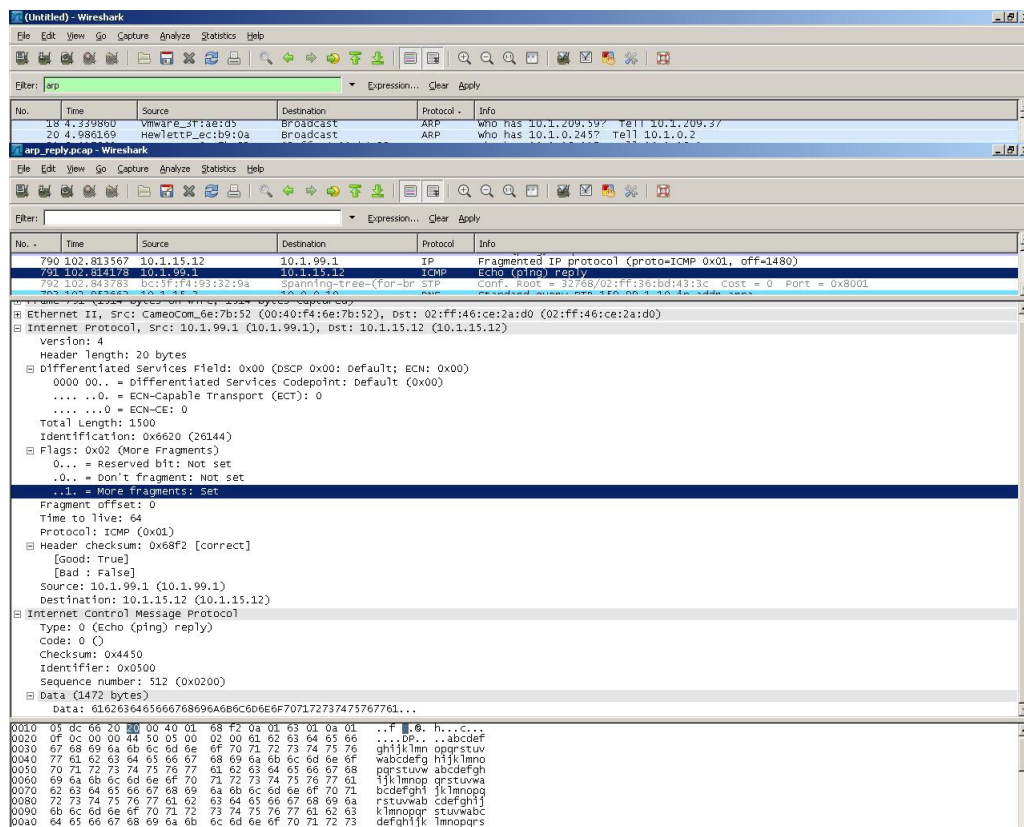 (Untitled) - Wireshark
File Edit View Go Capture Analyze Statistics Help
Filter: arp Expression... Clear Apply
No. Time Source Destination Protocol Info
18 4.339860 Vmware_3f:ae:d5 Broadcast ARP who has 10.1.209.59? Tell 10.1.209.37
20 4.986169 HewlettP_ec:b9:0a Broadcast ARP who has 10.1.0.245? Tell 10.1.0.2
arp_reply.pcap - Wireshark
File Edit View Go Capture Analyze Statistics Help
Filter: Expression... Clear Apply
No. Time Source Destination Protocol Info
790 102.813567 10.1.15.12 10.1.99.1 IP Fragmented IP protocol (proto=ICMP 0x01, off=1480)
791 102.814178 10.1.99.1 10.1.15.12 ICMP Echo (ping) reply
792 102.843783 bc:5f:f4:93:32:9a Spanning-tree-(for-br STP Conf. Root = 32768/02:ff:36:bd:43:3c Cost = 0 Port = 0x8001
Frame 791 (1514 bytes on wire, 1514 bytes captured)
Ethernet II, Src: CameoCom_6e:7b:52 (00:40:f4:6e:7b:52), Dst: 02:ff:46:ce:2a:d0 (02:ff:46:ce:2a:d0)
Internet Protocol, Src: 10.1.99.1 (10.1.99.1), Dst: 10.1.15.12 (10.1.15.12)
Version: 4
Header length: 20 bytes
Differentiated Services Field: 0x00 (DSCP 0x00: Default; ECN: 0x00)
0000 00.. = Differentiated Services Codepoint: Default (0x00)
.... ..0. = ECN-Capable Transport (ECT): 0
.... ...0 = ECN-CE: 0
Total Length: 1500
Identification: 0x6620 (26144)
Flags: 0x02 (More Fragments)
0... = Reserved bit: Not set
.0.. = Don't fragment: Not set
..1. = More fragments: Set
Fragment offset: 0
Time to live: 64
Protocol: ICMP (0x01)
Header checksum: 0x68f2 [correct]
[Good: True]
[Bad : False]
Source: 10.1.99.1 (10.1.99.1)
Destination: 10.1.15.12 (10.1.15.12)
Internet Control Message Protocol
Type: 0 (Echo (ping) reply)
Code: 0 ()
Checksum: 0x4450
Identifier: 0x0500
Sequence number: 512 (0x0200)
Data (1472 bytes)
Data: 6162636465666768696A6B6C6D6E6F707172737475767761...
0010 05 dc 66 20 20 00 40 01 68 f2 0a 01 63 01 0a 01 ..f .@. h...c...
0020 0f 0c 00 00 44 50 05 00 02 00 61 62 63 64 65 66 ....DP.. ..abcdef
0030 67 68 69 6a 6b 6c 6d 6e 6f 70 71 72 73 74 75 76 ghijklmn opqrstuv
0040 77 61 62 63 64 65 66 67 68 69 6a 6b 6c 6d 6e 6f wabcdefg hijklmno
0050 70 71 72 73 74 75 76 77 61 62 63 64 65 66 67 68 pqrstuvw abcdefgh
0060 69 6a 6b 6c 6d 6e 6f 70 71 72 73 74 75 76 77 61 ijklmnop qrstuvwa
0070 62 63 64 65 66 67 68 69 6a 6b 6c 6d 6e 6f 70 71 bcdefghi jklmnopq
0080 72 73 74 75 76 77 61 62 63 64 65 66 67 68 69 6a rstuvwab cdefghij
0090 6b 6c 6d 6e 6f 70 71 72 73 74 75 76 77 61 62 63 klmnopqr stuvwabc
00a0 64 65 66 67 68 69 6a 6b 6c 6d 6e 6f 70 71 72 73 defghijk lmnopqrs